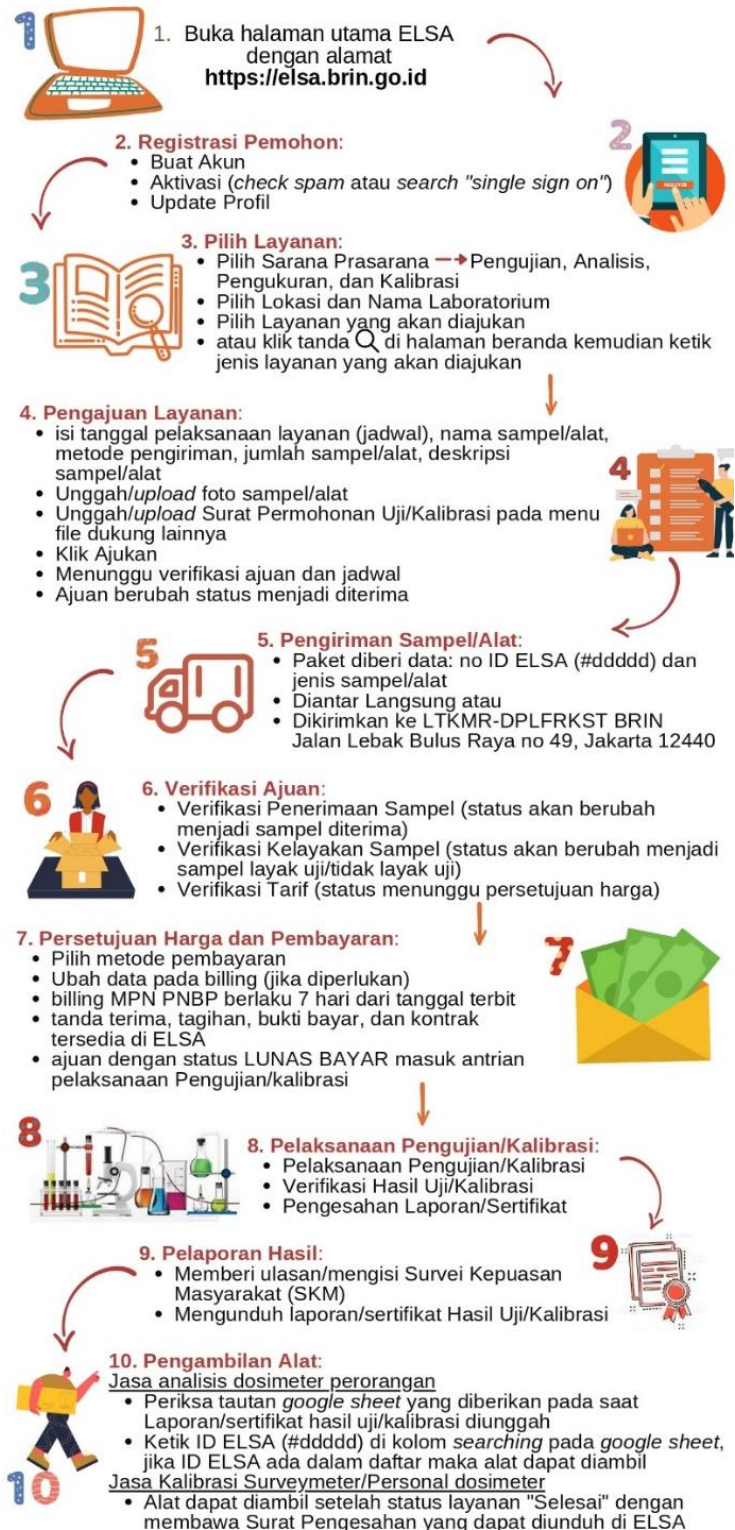 1
1. Buka halaman utama ELSA
dengan alamat
https://elsa.brin.go.id
2
2. Registrasi Pemohon:
• Buat Akun
• Aktivasi (check spam atau search "single sign on")
• Update Profil
3
3. Pilih Layanan:
• Pilih Sarana Prasarana → Pengujian, Analisis,
Pengukuran, dan Kalibrasi
• Pilih Lokasi dan Nama Laboratorium
• Pilih Layanan yang akan diajukan
• atau klik tanda di halaman beranda kemudian ketik
jenis layanan yang akan diajukan
4. Pengajuan Layanan:
• isi tanggal pelaksanaan layanan (jadwal), nama sampel/alat,
metode pengiriman, jumlah sampel/alat, deskripsi
sampel/alat
• Unggah/upload foto sampel/alat
• Unggah/upload Surat Permohonan Uji/Kalibrasi pada menu
file dukung lainnya
• Klik Ajukan
• Menunggu verifikasi ajuan dan jadwal
• Ajuan berubah status menjadi diterima
4
5
5. Pengiriman Sampel/Alat:
• Paket diberi data: no ID ELSA (#ddddd) dan
jenis sampel/alat
• Diantar Langsung atau
• Dikirimkan ke LTKMR-DPLFRKST BRIN
Jalan Lebak Bulus Raya no 49, Jakarta 12440
6
6. Verifikasi Ajuan:
• Verifikasi Penerimaan Sampel (status akan berubah
menjadi sampel diterima)
• Verifikasi Kelayakan Sampel (status akan berubah menjadi
sampel layak uji/tidak layak uji)
• Verifikasi Tarif (status menunggu persetujuan harga)
7. Persetujuan Harga dan Pembayaran:
• Pilih metode pembayaran
• Ubah data pada billing (jika diperlukan)
• billing MPN PNBP berlaku 7 hari dari tanggal terbit
• tanda terima, tagihan, bukti bayar, dan kontrak
tersedia di ELSA
• ajuan dengan status LUNAS BAYAR masuk antrian
pelaksanaan Pengujian/kalibrasi
7
8
8. Pelaksanaan Pengujian/Kalibrasi:
• Pelaksanaan Pengujian/Kalibrasi
• Verifikasi Hasil Uji/Kalibrasi
• Pengesahan Laporan/Sertifikat
9. Pelaporan Hasil:
• Memberi ulasan/mengisi Survei Kepuasan
Masyarakat (SKM)
• Mengunduh laporan/sertifikat Hasil Uji/Kalibrasi
9
10. Pengambilan Alat:
Jasa analisis dosimeter perorangan
• Periksa tautan google sheet yang diberikan pada saat
Laporan/sertifikat hasil uji/kalibrasi diunggah
• Ketik ID ELSA (#ddddd) di kolom searching pada google sheet,
jika ID ELSA ada dalam daftar maka alat dapat diambil
Jasa Kalibrasi Surveymeter/Personal dosimeter
• Alat dapat diambil setelah status layanan "Selesai" dengan
membawa Surat Pengesahan yang dapat diunduh di ELSA
10